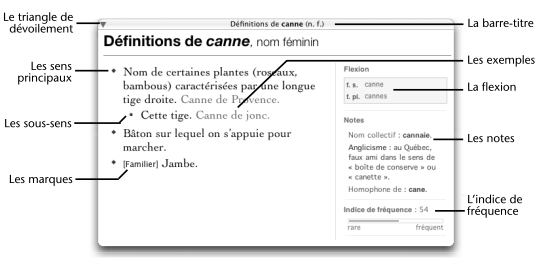 Le triangle de
dévoilement
Définitions de canne (n. f.)
La barre-titre
Définitions de canne, nom féminin
Les sens
principaux
Nom de certaines plantes (roseaux,
bambous) caractérisées par une longue
tige droite. Canne de Provence.
Les sous-sens
Cette tige. Canne de jonc.
Bâton sur lequel on s'appuie pour
marcher.
Les marques
[Familier] Jambe.
Les exemples
Flexion
f. s. canne
f. pl. cannes
La flexion
Notes
Nom collectif : cannaie.
Les notes
Anglicisme : au Québec,
faux ami dans le sens de
« boîte de conserve » ou
« canette ».
Homophone de : cane.
Indice de fréquence : 54
L'indice de
fréquence
rare fréquent